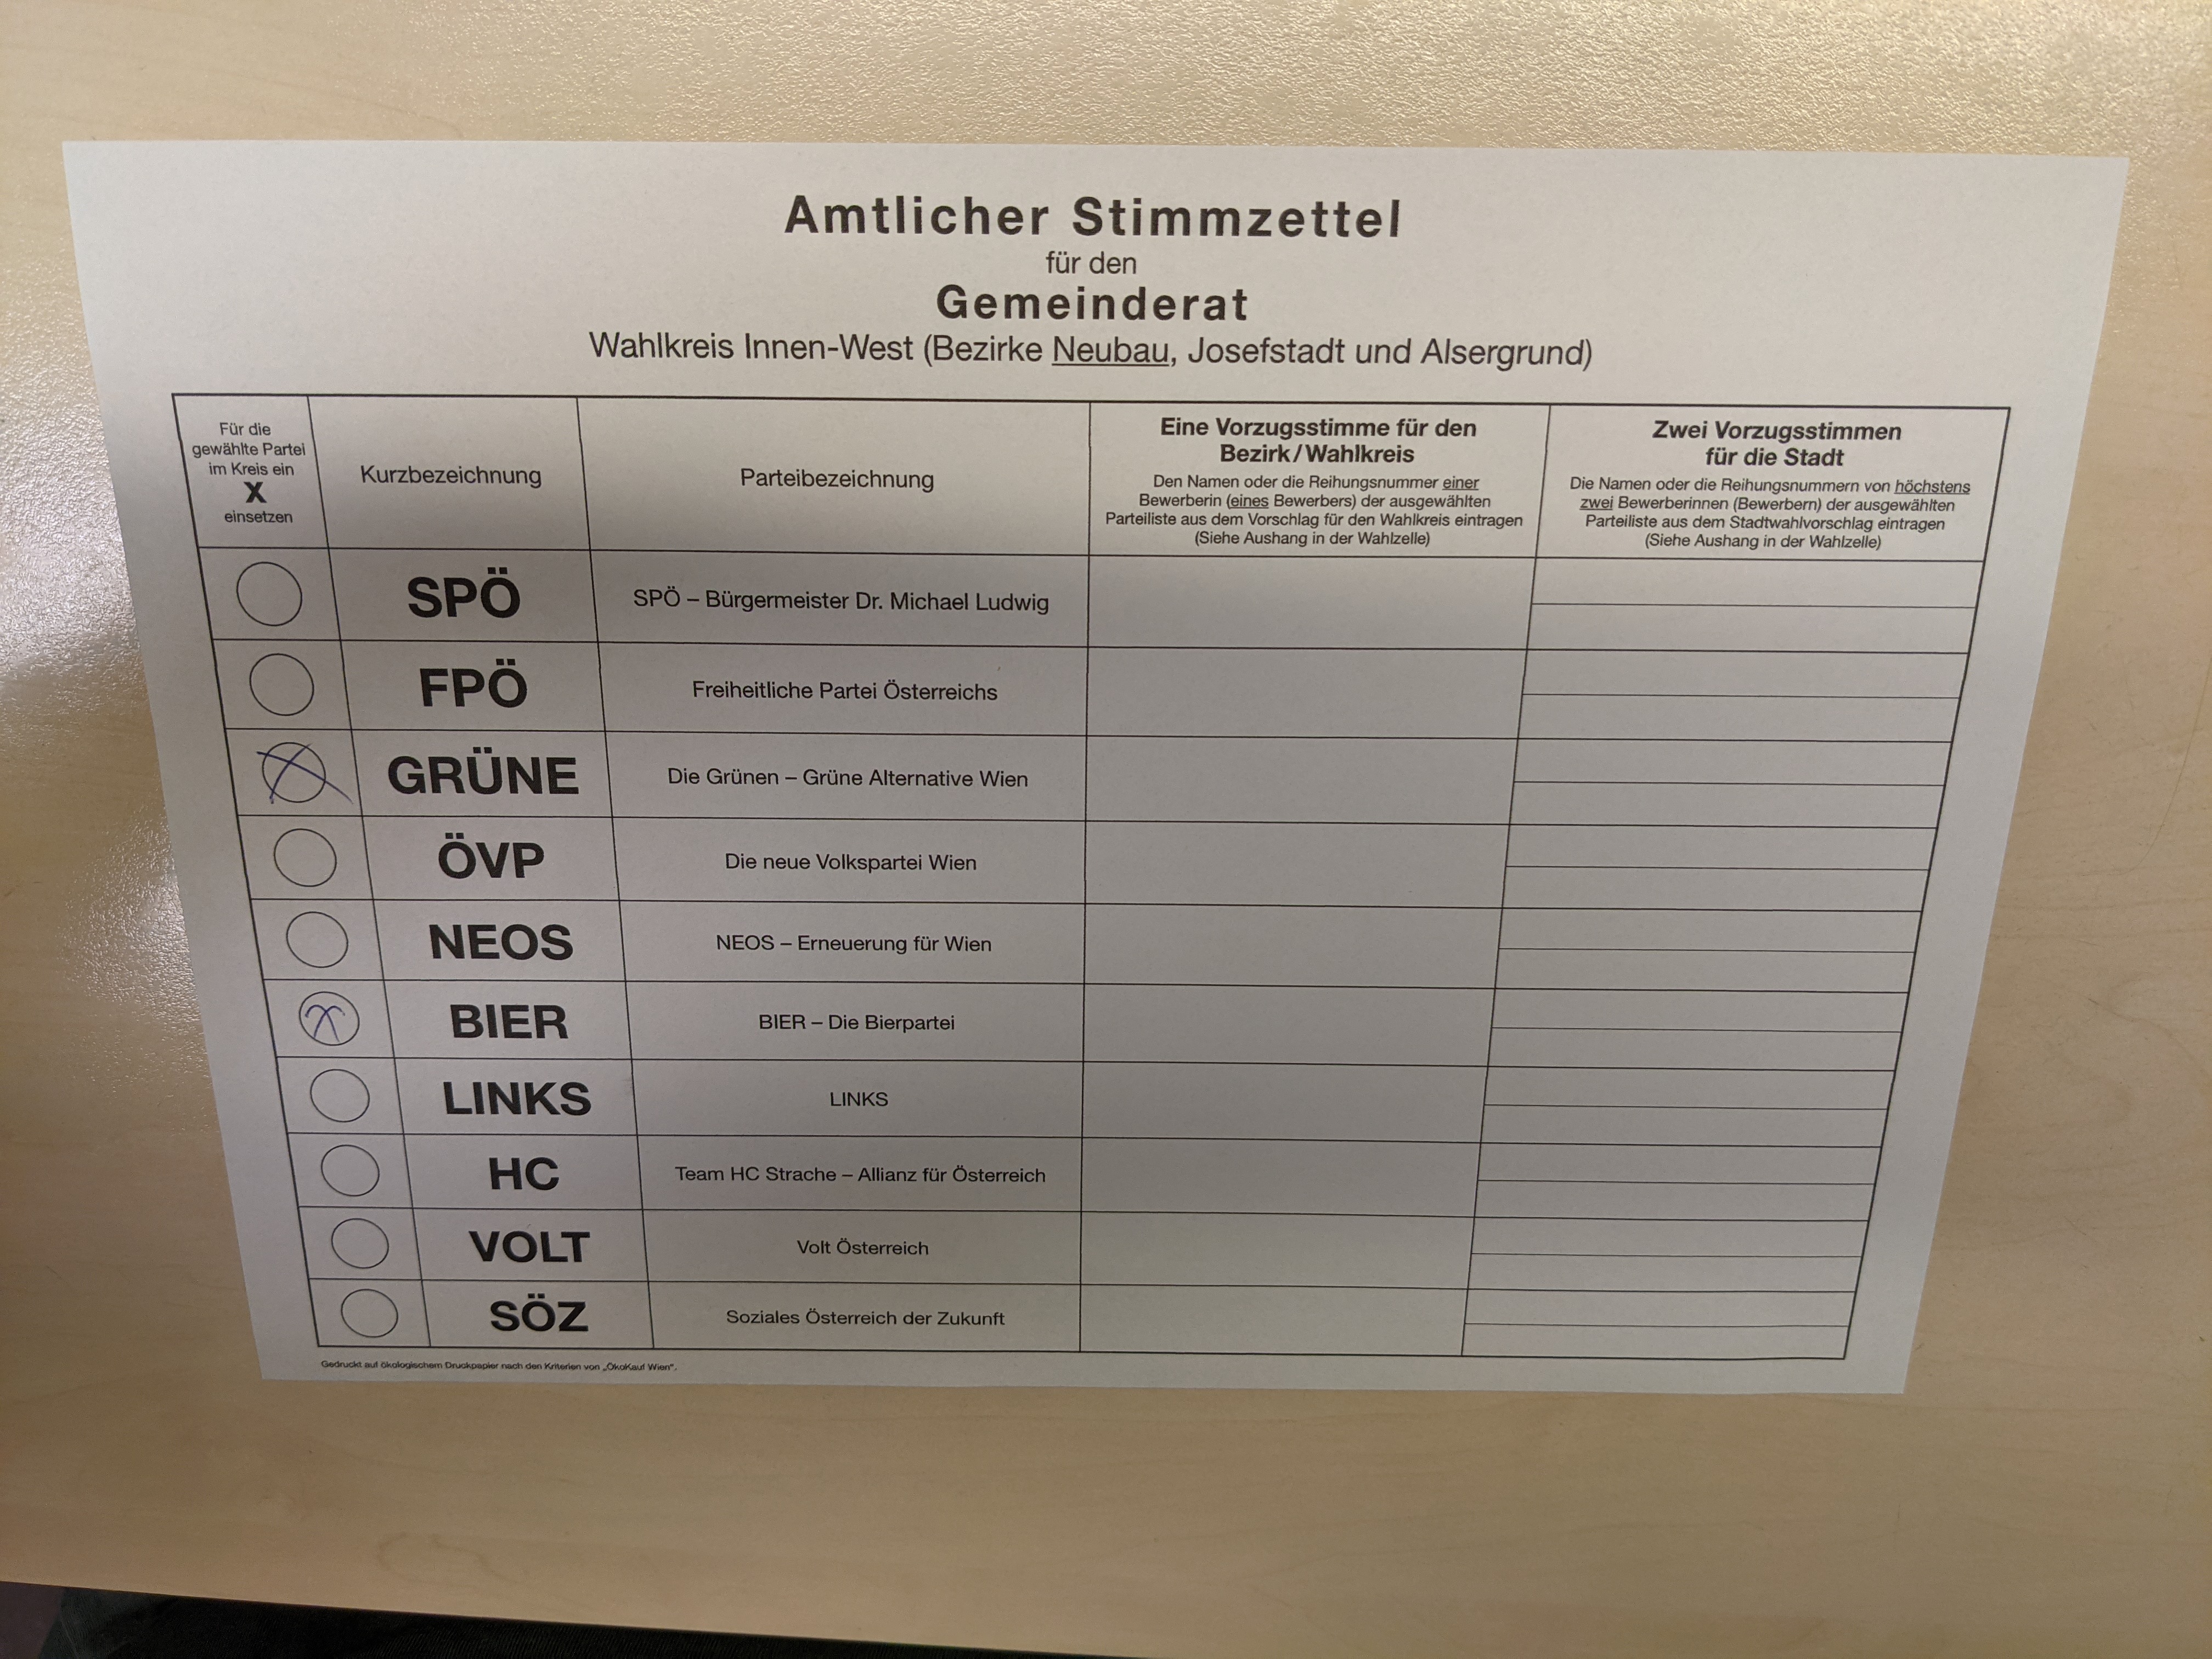 Amtlicher Stimmzettel
für den
Gemeinderat
Wahlkreis Innen-West (Bezirke Neubau, Josefstadt und Alsergrund)
Für die
gewählte Partei
im Kreis ein
X
einsetzen
Kurzbezeichnung
Parteibezeichnung
Eine Vorzugsstimme für den
Bezirk/Wahlkreis
Den Namen oder die Reihungsnummer einer
Bewerberin (eines Bewerbers) der ausgewählten
Parteiliste aus dem Vorschlag für den Wahlkreis eintragen
(Siehe Aushang in der Wahlzelle)
Zwei Vorzugsstimmen
für die Stadt
Die Namen oder die Reihungsnummern von höchstens
zwei Bewerberinnen (Bewerbern) der ausgewählten
Parteiliste aus dem Stadtwahlvorschlag eintragen
(Siehe Aushang in der Wahlzelle)
SPÖ SPÖ – Bürgermeister Dr. Michael Ludwig
FPÖ Freiheitliche Partei Österreichs
X GRÜNE Die Grünen – Grüne Alternative Wien
ÖVP Die neue Volkspartei Wien
NEOS NEOS – Erneuerung für Wien
X BIER BIER – Die Bierpartei
LINKS LINKS
HC Team HC Strache – Allianz für Österreich
VOLT Volt Österreich
SÖZ Soziales Österreich der Zukunft
Gedruckt auf ökologischem Druckpapier nach den Kriterien von „ÖkoKauf Wien“.